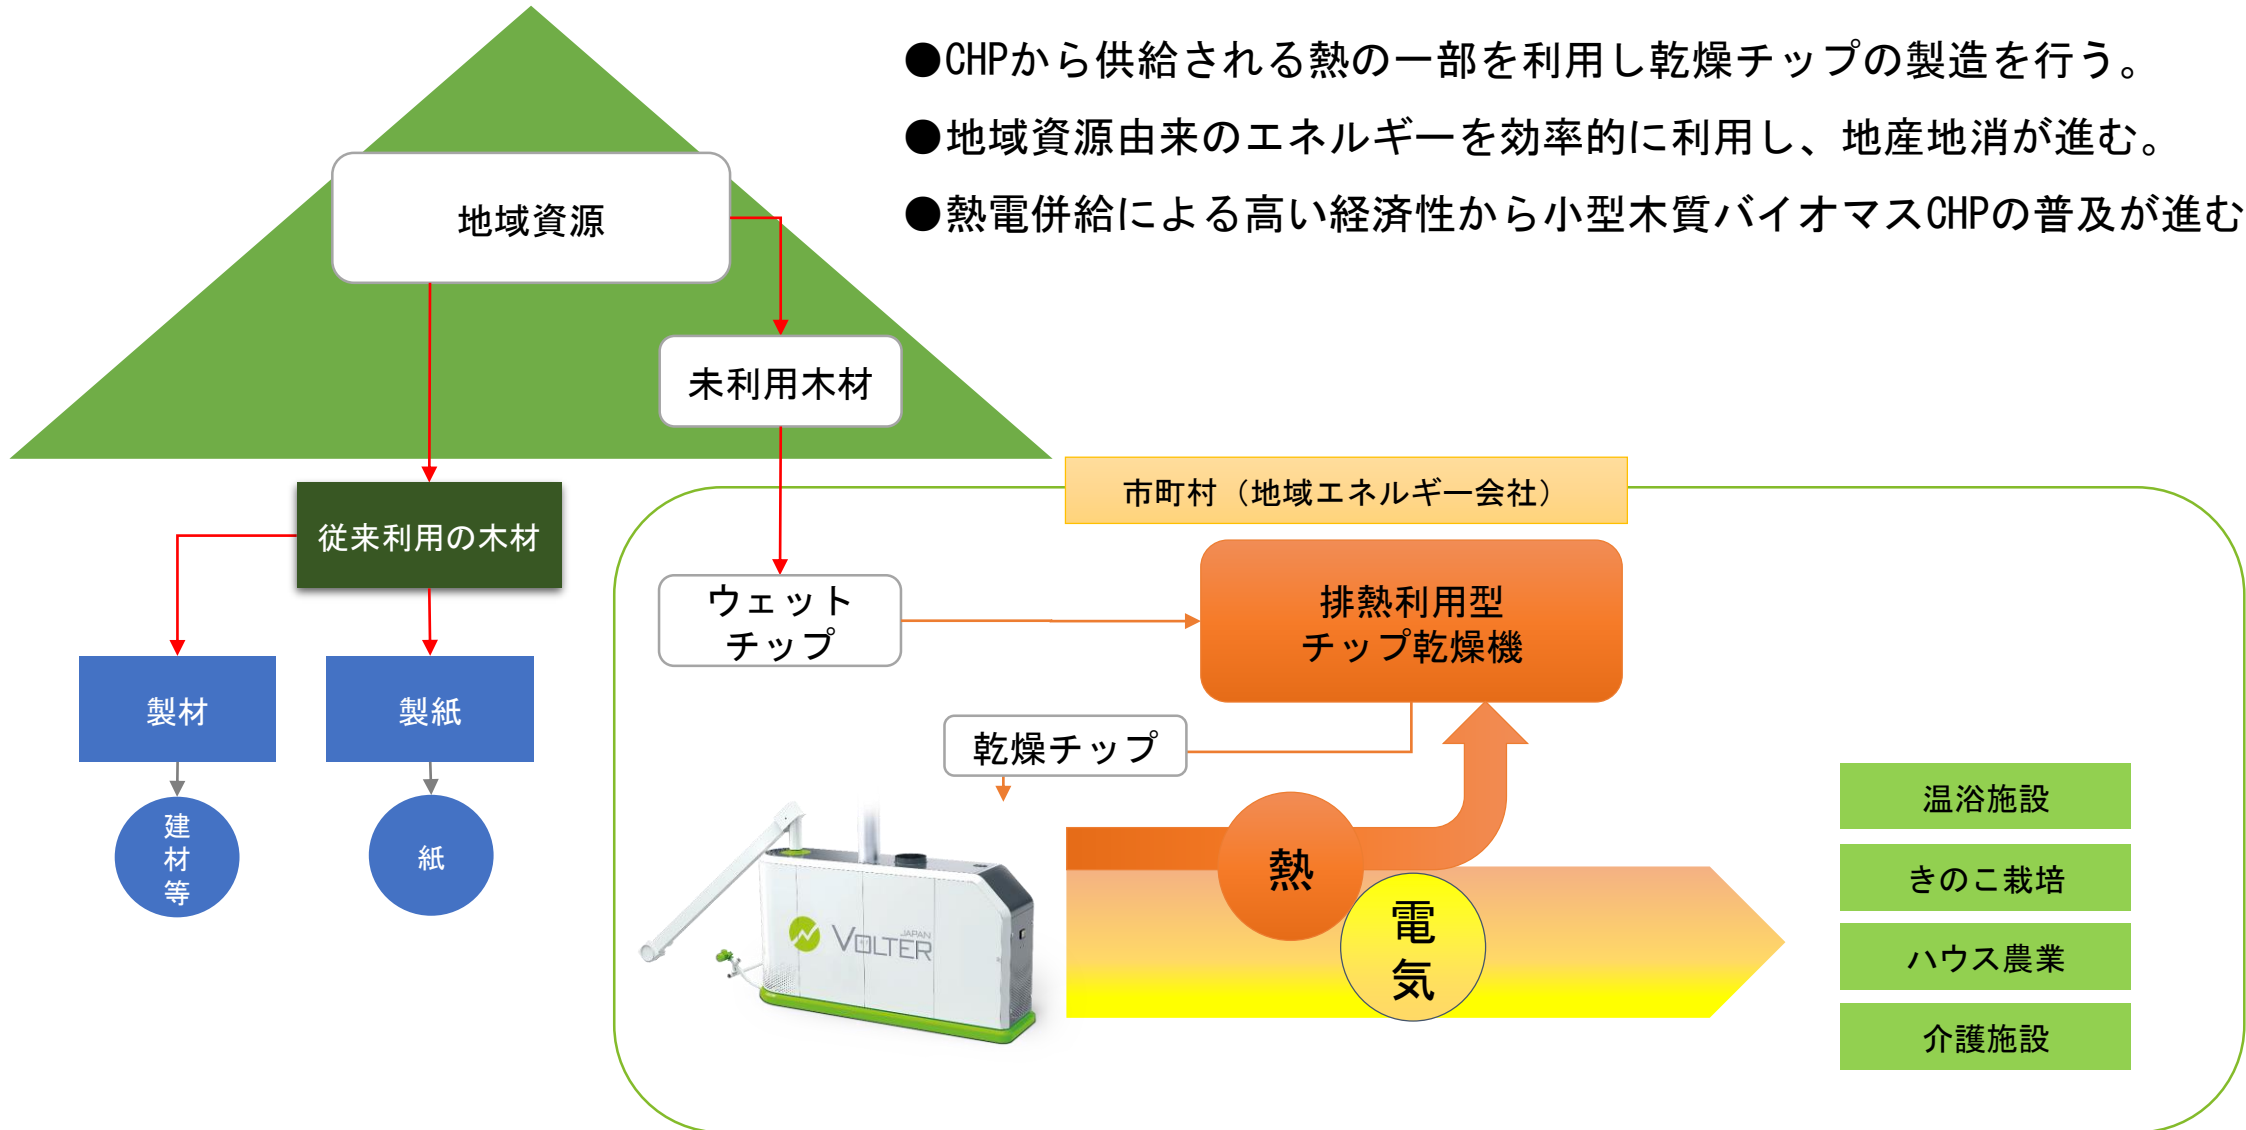 ●CHPから供給される熱の一部を利用し乾燥チップの製造を行う。
●地域資源由来のエネルギーを効率的に利用し、地産地消が進む。
●熱電併給による高い経済性から小型木質バイオマスCHPの普及が進む
地域資源
未利用木材
市町村（地域エネルギー会社）
従来利用の木材
ウェット
チップ
排熱利用型
チップ乾燥機
製材
製紙
乾燥チップ
建
材
等
紙
熱
電
気
JAPAN
VOLTER
温浴施設
きのこ栽培
ハウス農業
介護施設